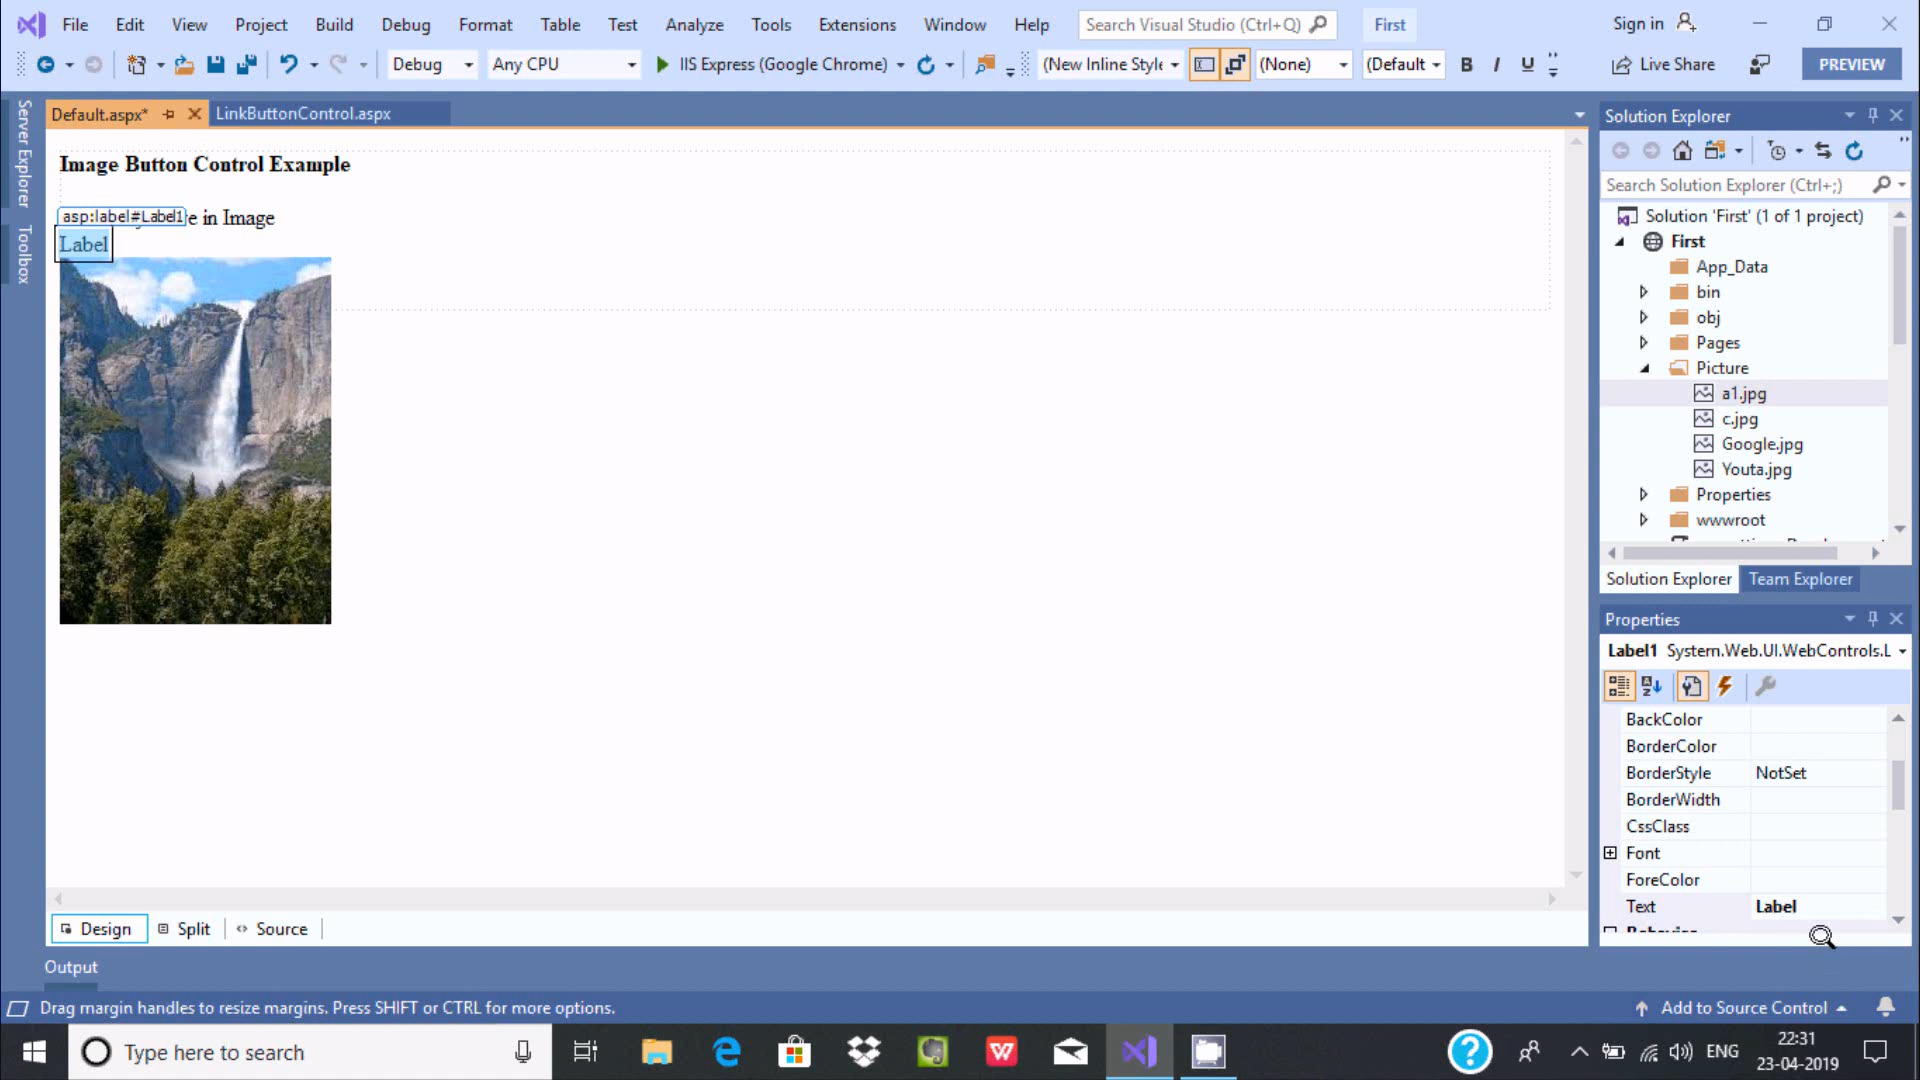 File Edit View Project Build Debug Format Table Test Analyze Tools Extensions Window Help Search Visual Studio (Ctrl+Q) First Sign in
Debug Any CPU IIS Express (Google Chrome) (New Inline Style (None) (Default B I U Live Share PREVIEW
Server Explorer
Toolbox
Default.aspx* LinkButtonControl.aspx
Image Button Control Example
asp:label#Label1 e in Image
Label
Design Split Source
Solution Explorer
Search Solution Explorer (Ctrl+;)
Solution 'First' (1 of 1 project)
First
App_Data
bin
obj
Pages
Picture
a1.jpg
c.jpg
Google.jpg
Youta.jpg
Properties
wwwroot
Solution Explorer Team Explorer
Properties
Label1 System.Web.UI.WebControls.L
BackColor
BorderColor
BorderStyle NotSet
BorderWidth
CssClass
Font
ForeColor
Text Label
Behavior
Output
Drag margin handles to resize margins. Press SHIFT or CTRL for more options. Add to Source Control
Type here to search ENG 22:31
23-04-2019